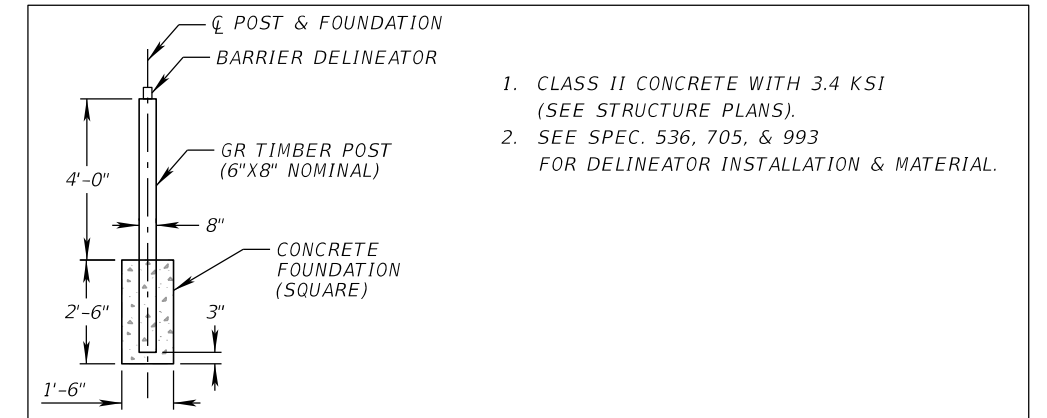 ℄ POST & FOUNDATION
BARRIER DELINEATOR
GR TIMBER POST
(6"X8" NOMINAL)
4'-0"
8"
CONCRETE
FOUNDATION
(SQUARE)
2'-6"
3"
1'-6"
1. CLASS II CONCRETE WITH 3.4 KSI
(SEE STRUCTURE PLANS).
2. SEE SPEC. 536, 705, & 993
FOR DELINEATOR INSTALLATION & MATERIAL.